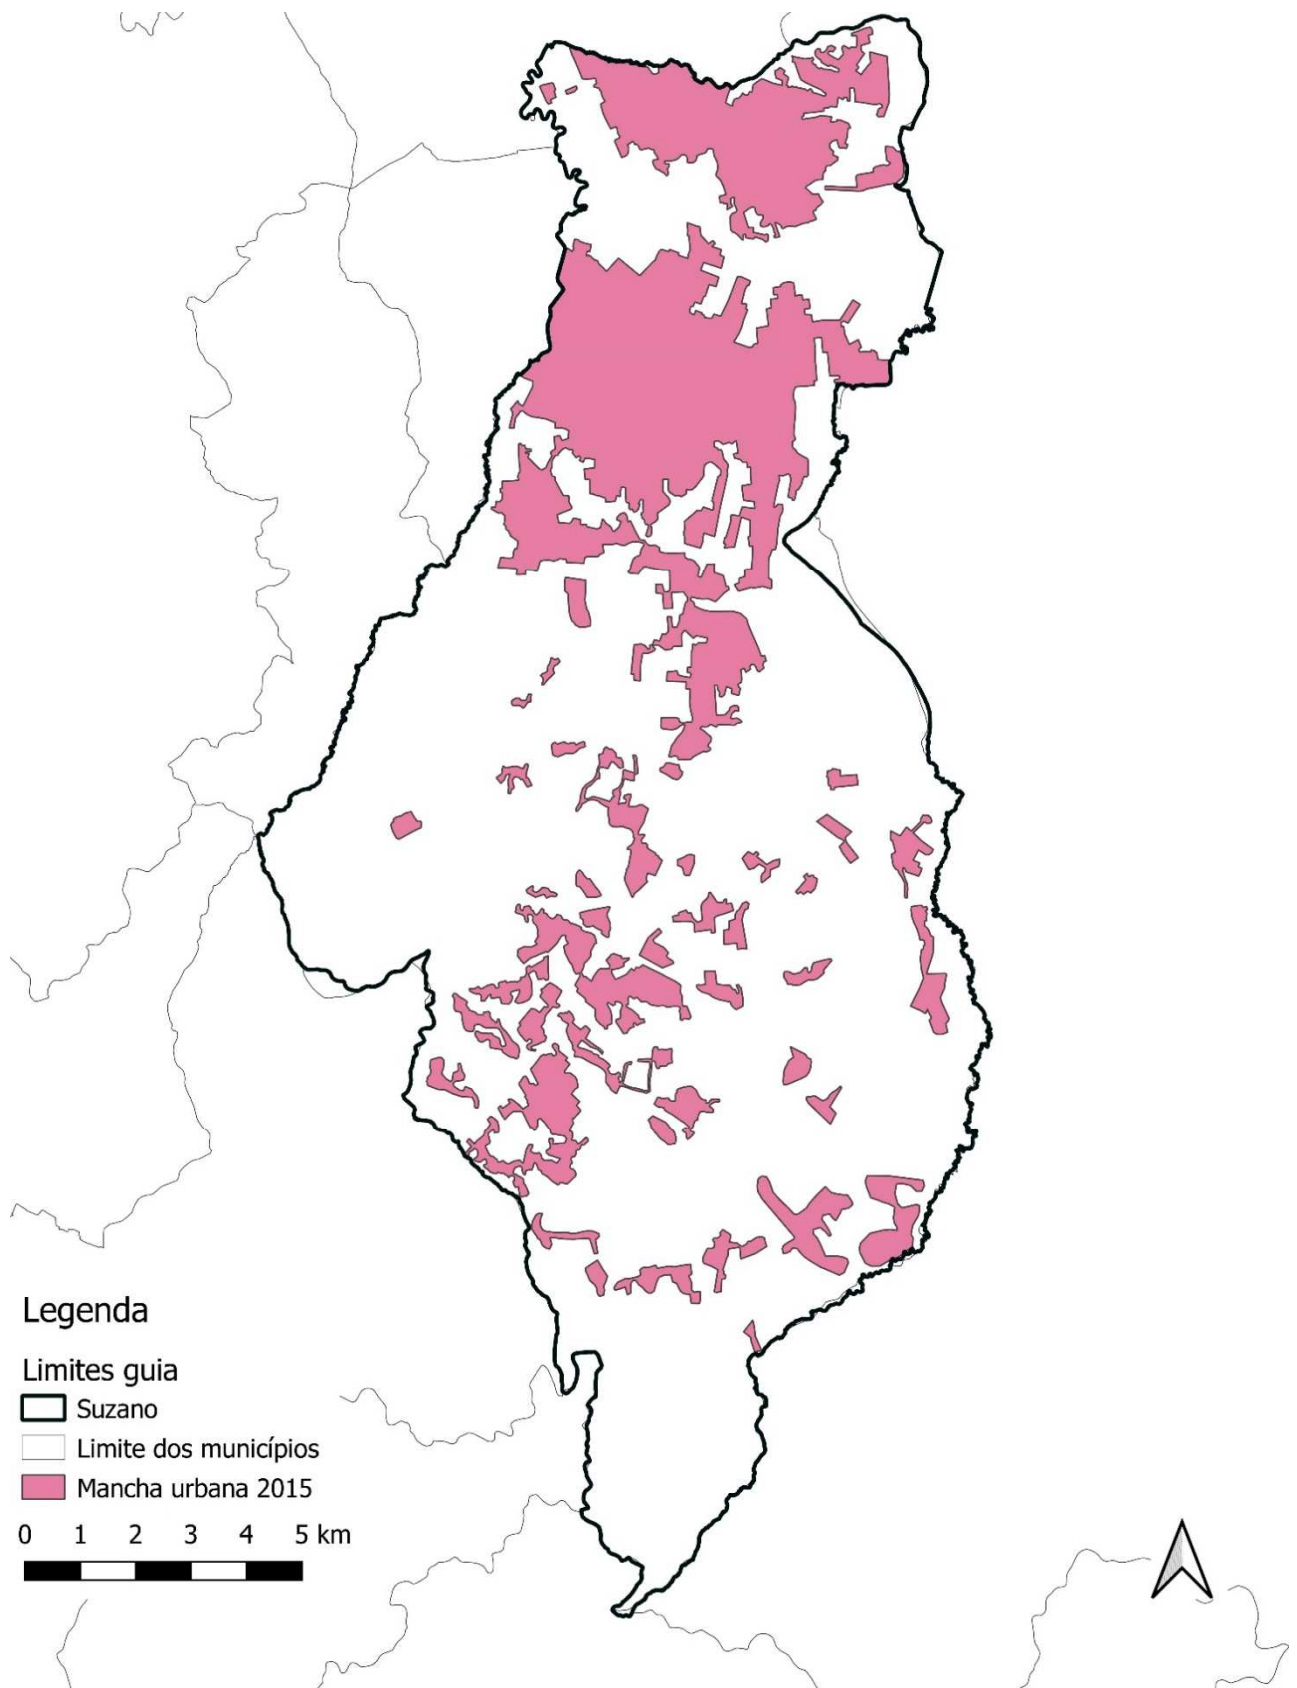 Legenda
Limites guia
Suzano
Limite dos municípios
Mancha urbana 2015
0 1 2 3 4 5 km